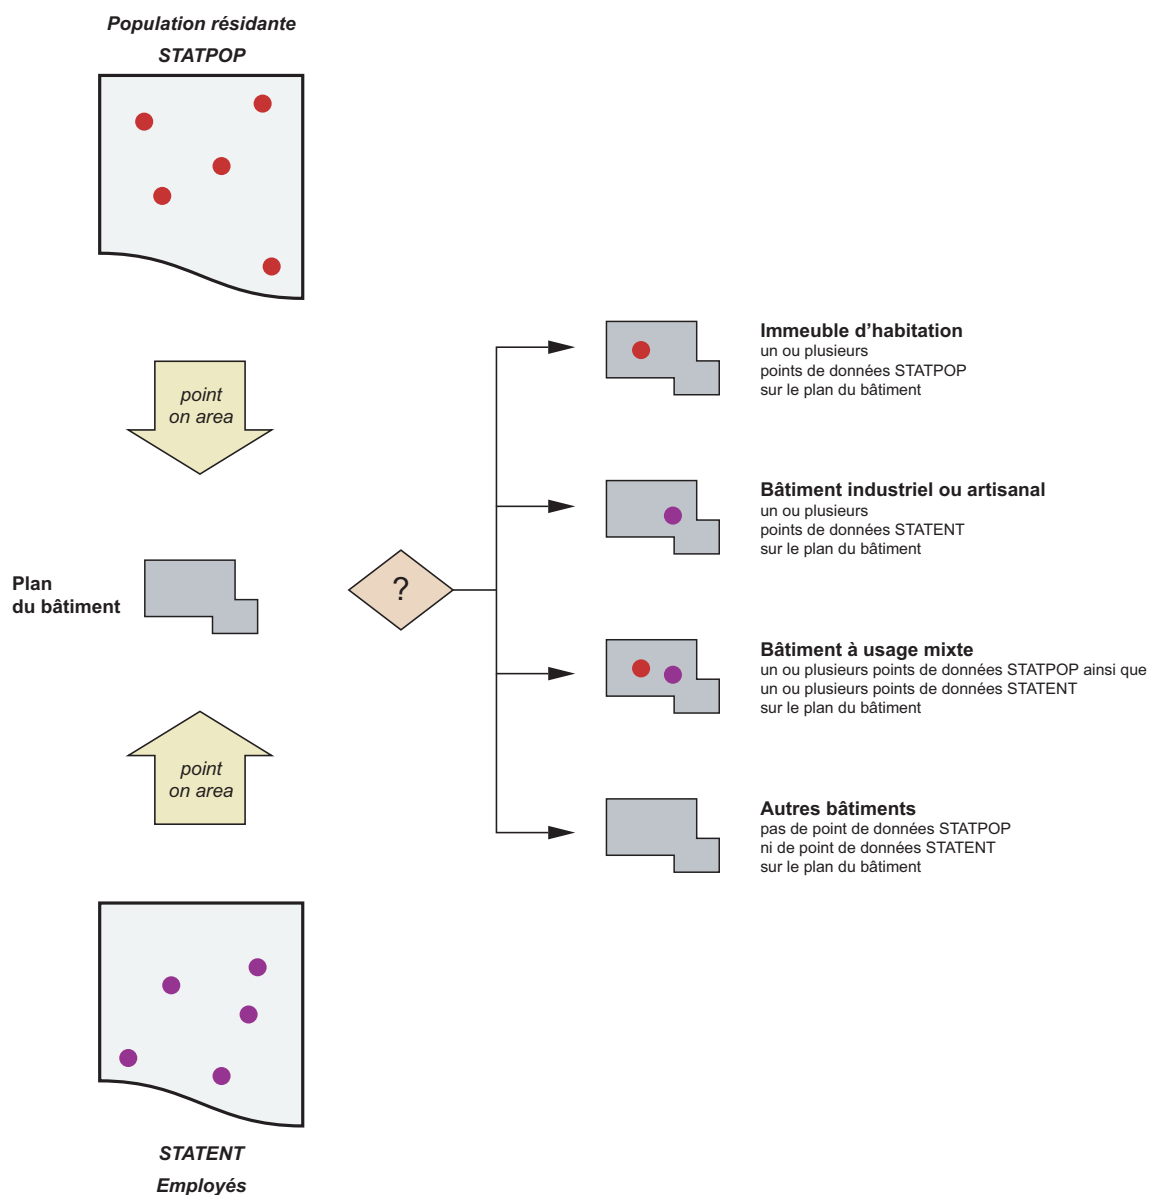 Population résidante
STATPOP
point
on area
Plan
du bâtiment
?
point
on area
STATENT
Employés
Immeuble d’habitation
un ou plusieurs
points de données STATPOP
sur le plan du bâtiment
Bâtiment industriel ou artisanal
un ou plusieurs
points de données STATENT
sur le plan du bâtiment
Bâtiment à usage mixte
un ou plusieurs points de données STATPOP ainsi que
un ou plusieurs points de données STATENT
sur le plan du bâtiment
Autres bâtiments
pas de point de données STATPOP
ni de point de données STATENT
sur le plan du bâtiment